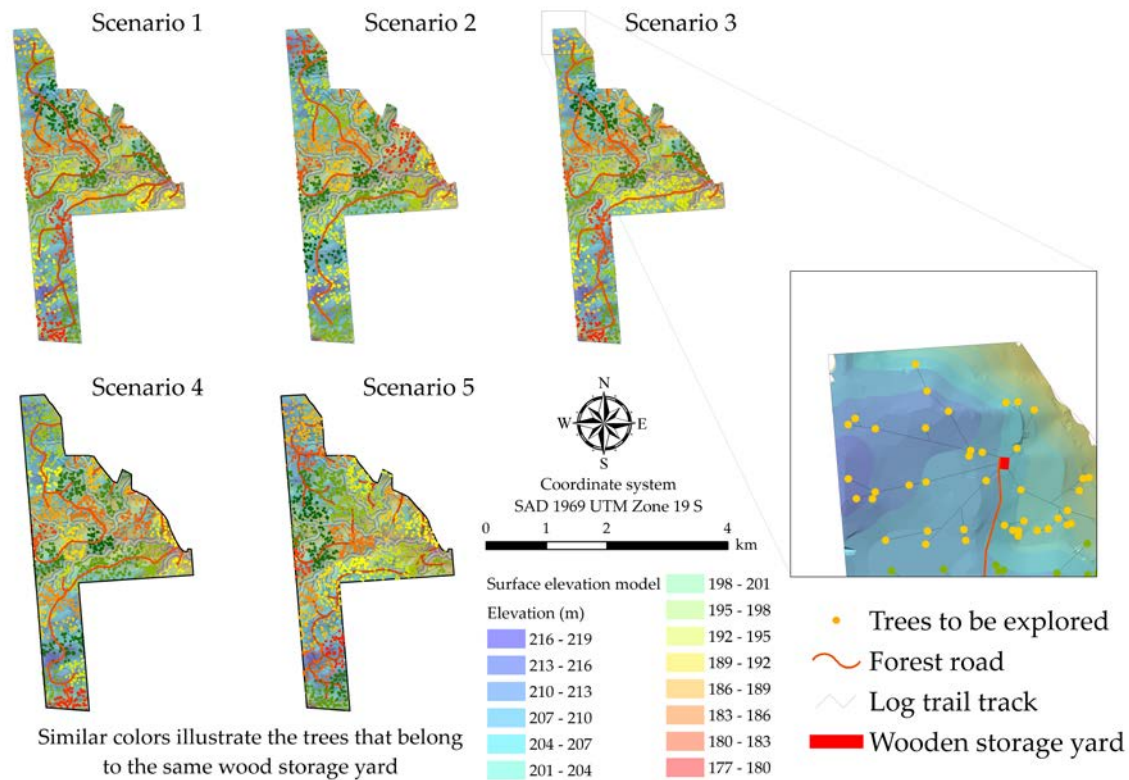 Scenario 1
Scenario 2
Scenario 3
Scenario 4
Scenario 5
N
W E
S
Coordinate system
SAD 1969 UTM Zone 19 S
0 1 2 4
km
Surface elevation model
Elevation (m)
216 - 219
213 - 216
210 - 213
207 - 210
204 - 207
201 - 204
198 - 201
195 - 198
192 - 195
189 - 192
186 - 189
183 - 186
180 - 183
177 - 180
Trees to be explored
Forest road
Log trail track
Wooden storage yard
Similar colors illustrate the trees that belong
to the same wood storage yard